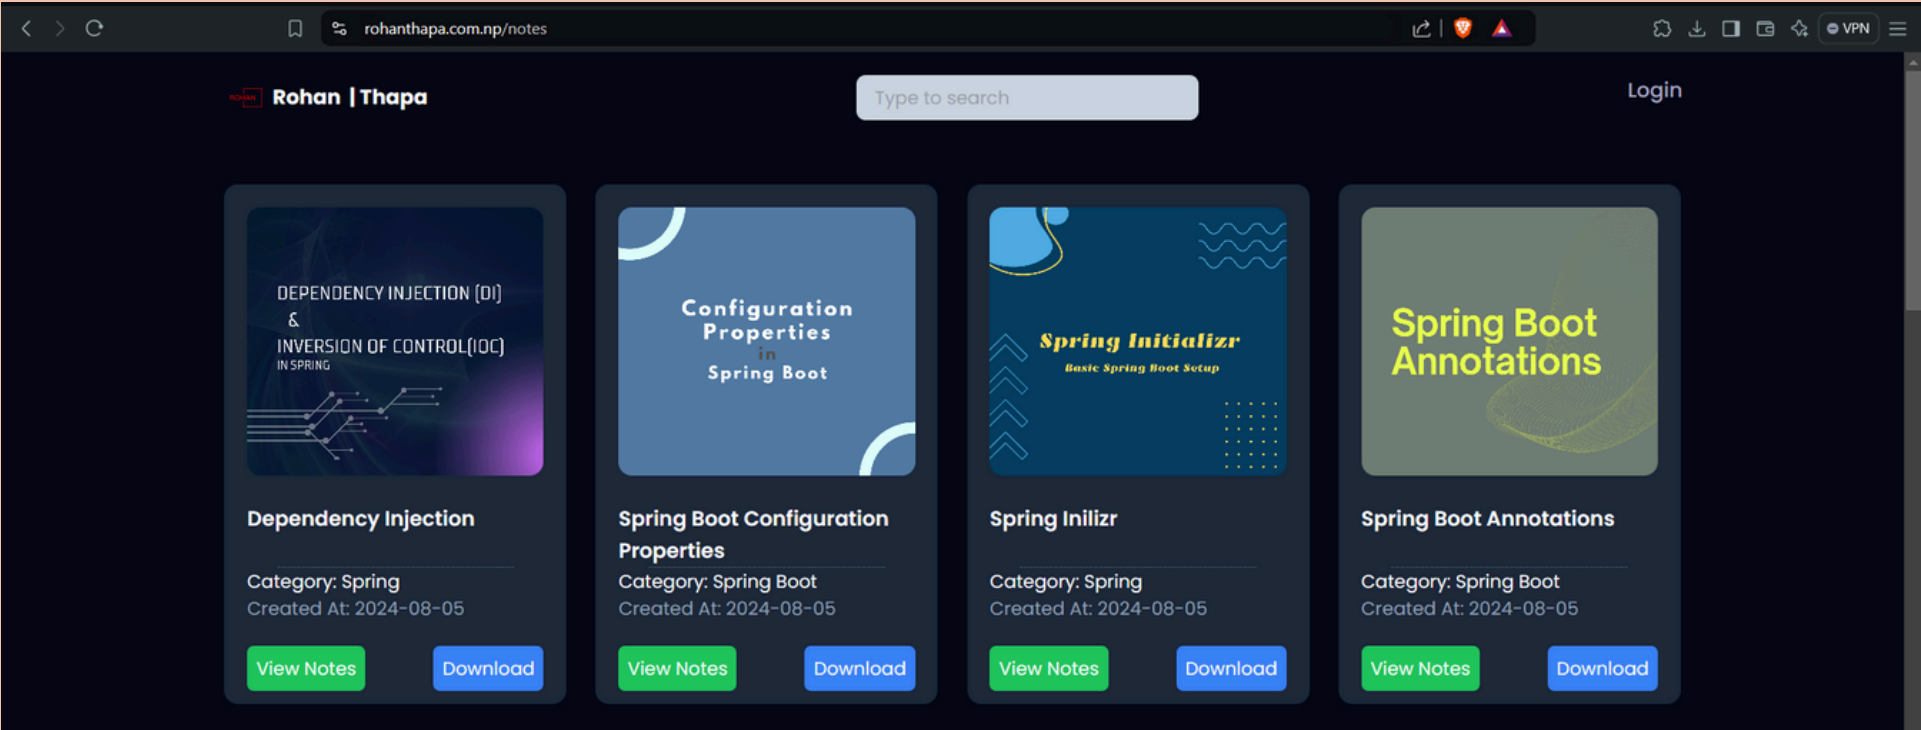 rohanthapa.com.np/notes
VPN
ROHAN
Rohan | Thapa
Type to search
Login
DEPENDENCY INJECTION (DI)
&
INVERSION OF CONTROL(IOC)
IN SPRING
Dependency Injection
Category: Spring
Created At: 2024-08-05
View Notes
Download
Configuration
Properties
in
Spring Boot
Spring Boot Configuration
Properties
Category: Spring Boot
Created At: 2024-08-05
View Notes
Download
Spring Initializr
Basic Spring Boot Setup
Spring Inilizr
Category: Spring
Created At: 2024-08-05
View Notes
Download
Spring Boot
Annotations
Spring Boot Annotations
Category: Spring Boot
Created At: 2024-08-05
View Notes
Download